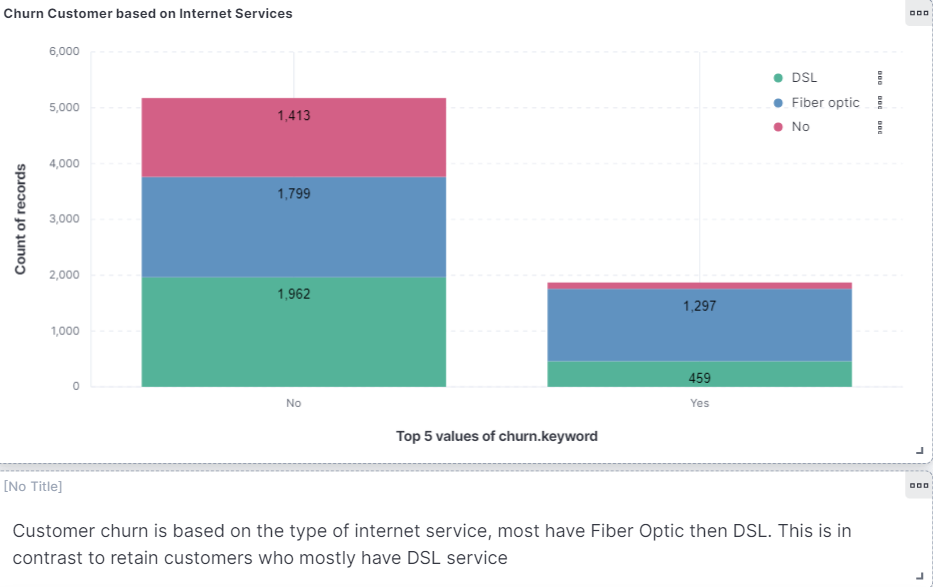 Churn Customer based on Internet Services
6,000
5,000
4,000
3,000
2,000
1,000
0
Count of records
1,413
1,799
1,962
1,297
459
DSL
Fiber optic
No
No
Yes
Top 5 values of churn.keyword
[No Title]
Customer churn is based on the type of internet service, most have Fiber Optic then DSL. This is in
contrast to retain customers who mostly have DSL service